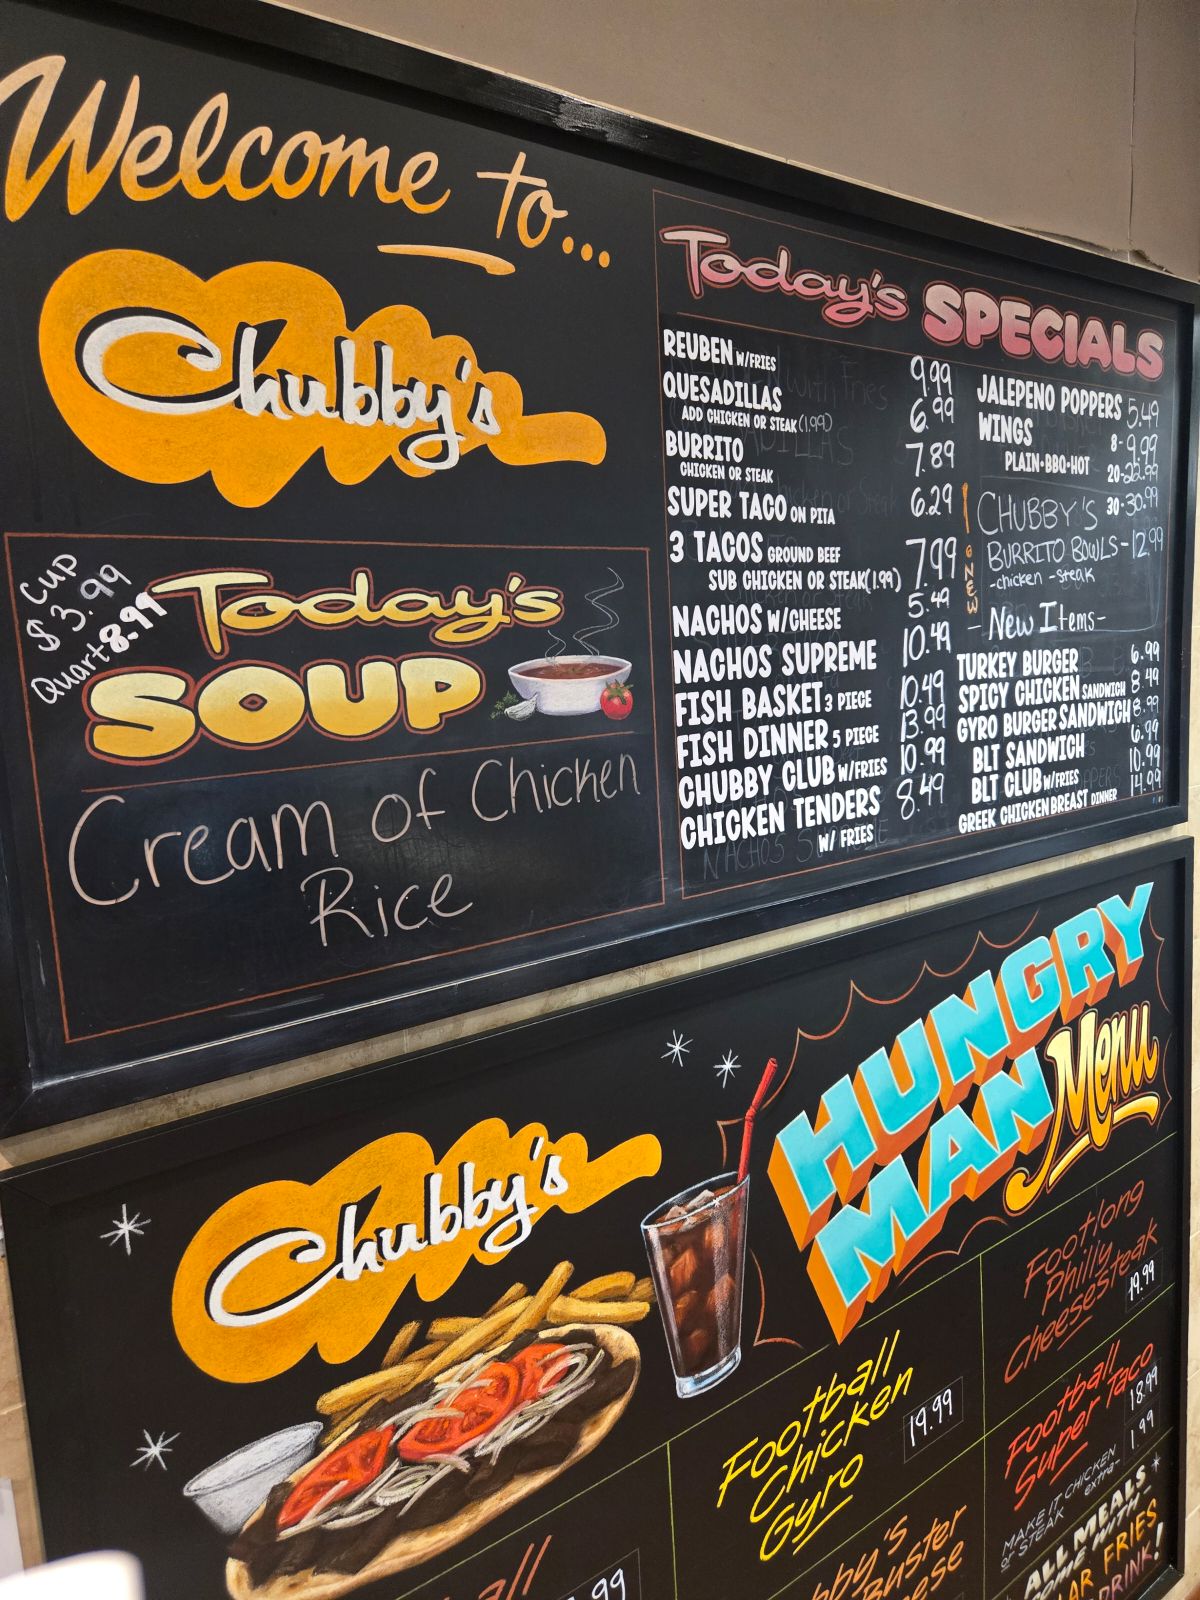 Welcome to...
Chubby's
Cup
$3.99
Quart 8.99
Today's
SOUP
Cream of Chicken
Rice
Today's SPECIALS
REUBEN W/FRIES 9.99
QUESADILLAS 6.99
ADD CHICKEN OR STEAK (1.99)
BURRITO 7.89
CHICKEN OR STEAK
SUPER TACO ON PITA 6.29
3 TACOS GROUND BEEF 7.99
SUB CHICKEN OR STEAK (1.99)
NACHOS W/CHEESE 5.49
NACHOS SUPREME 10.49
FISH BASKET 3 PIECE 10.49
FISH DINNER 5 PIECE 13.99
CHUBBY CLUB W/FRIES 10.99
CHICKEN TENDERS 8.49
W/ FRIES
JALEPENO POPPERS 5.49
WINGS 8-9.99
PLAIN•BBQ•HOT 20-
30-30.99
NEW
CHUBBY'S
BURRITO BOWLS - 12.99
-chicken -steak
- New Items-
TURKEY BURGER 6.99
SPICY CHICKEN SANDWICH 8.49
GYRO BURGER SANDWICH 8.99
BLT SANDWICH 6.99
BLT CLUB W/FRIES 10.99
GREEK CHICKEN BREAST DINNER 14.99
Chubby's
HUNGRY
MAN Menu
Football
Chicken
Gyro
19.99
Footlong
Philly
Cheesesteak
19.99
Football
Super Taco
18.99
MAKE IT CHICKEN
or STEAK extra-
1.99
ALL MEALS
COME WITH-
FRIES
DRINK!